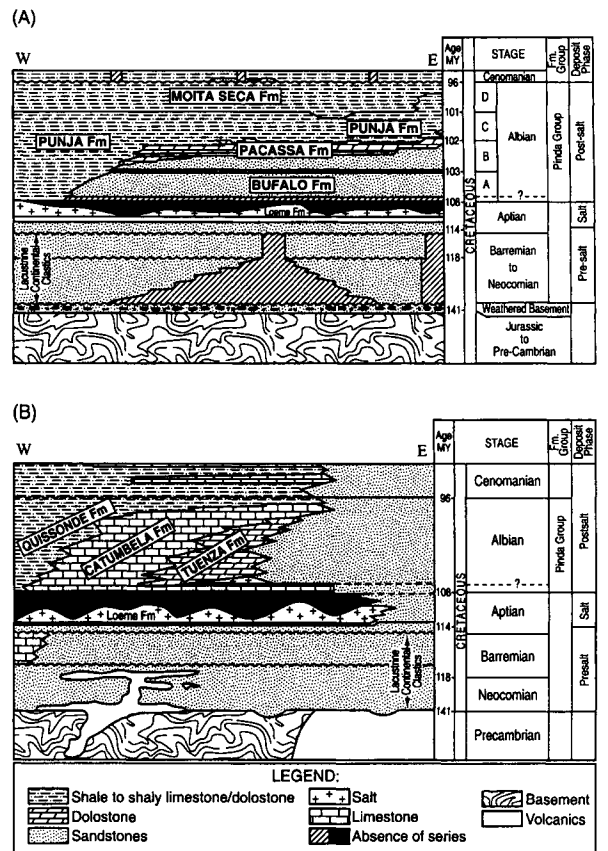 (A)
W E
Age MY STAGE Fm. Group Deposit Phase
Cenomanian
96
MOITA SECA Fm
D
101
C
PUNJA Fm
PUNJA Fm
102
PACASSA Fm
B
Albian
Pinda Group
Post-salt
103
BUFALO Fm
A
?
108
Loeme Fm
Aptian
Salt
114
CRETACEOUS
118
Lacustrine Continental Clastics
Barremian to Neocomian
Pre-salt
141
Weathered Basement
Jurassic to Pre-Cambrian
(B)
W E
Age MY STAGE Fm. Group Deposit Phase
Cenomanian
96
QUISSONDE Fm
CATUMBELA Fm
TUENZA Fm
Albian
Pinda Group
Postsalt
?
108
Loeme Fm
Aptian
Salt
114
CRETACEOUS
Lacustrine Continental Clastics
Barremian
Presalt
118
Neocomian
141
Precambrian
LEGEND:
Shale to shaly limestone/dolostone Salt Basement
Dolostone Limestone Volcanics
Sandstones Absence of series